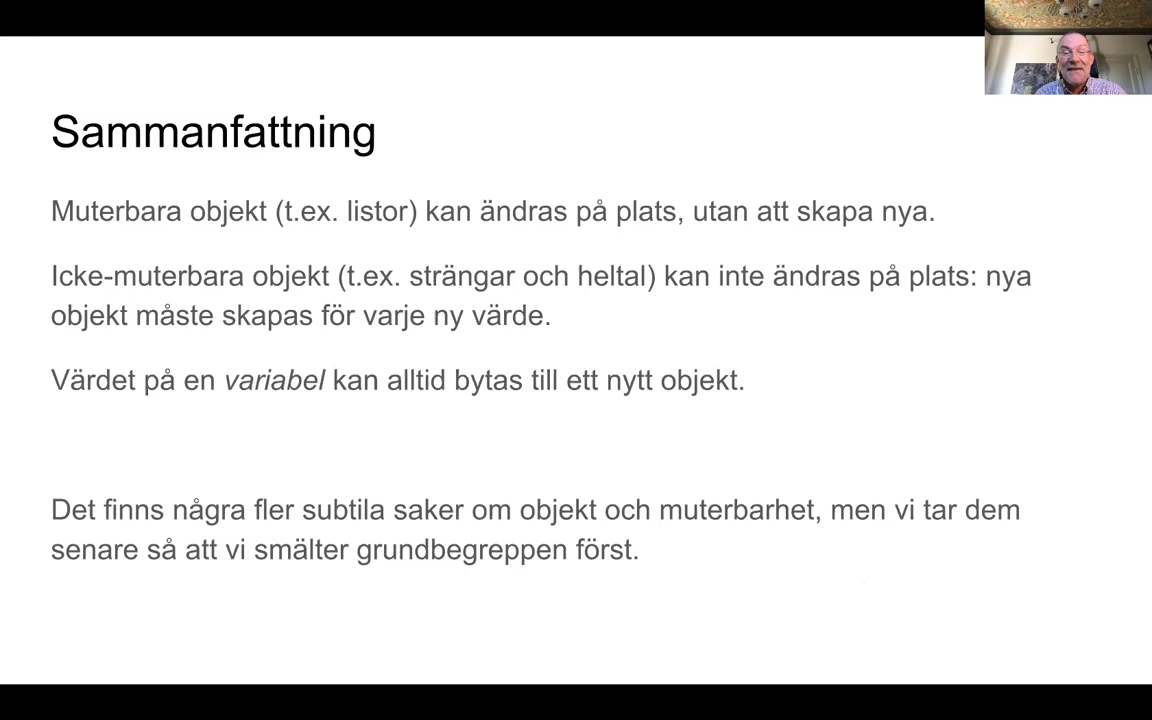 Sammanfattning
Muterbara objekt (t.ex. listor) kan ändras på plats, utan att skapa nya.
Icke-muterbara objekt (t.ex. strängar och heltal) kan inte ändras på plats: nya
objekt måste skapas för varje ny värde.
Värdet på en variabel kan alltid bytas till ett nytt objekt.
Det finns några fler subtila saker om objekt och muterbarhet, men vi tar dem
senare så att vi smälter grundbegreppen först.